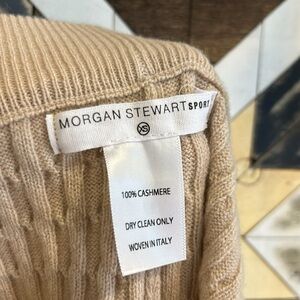 MORGAN STEWART SPORT
XS
100% CASHMERE
DRY CLEAN ONLY
WOVEN IN ITALY